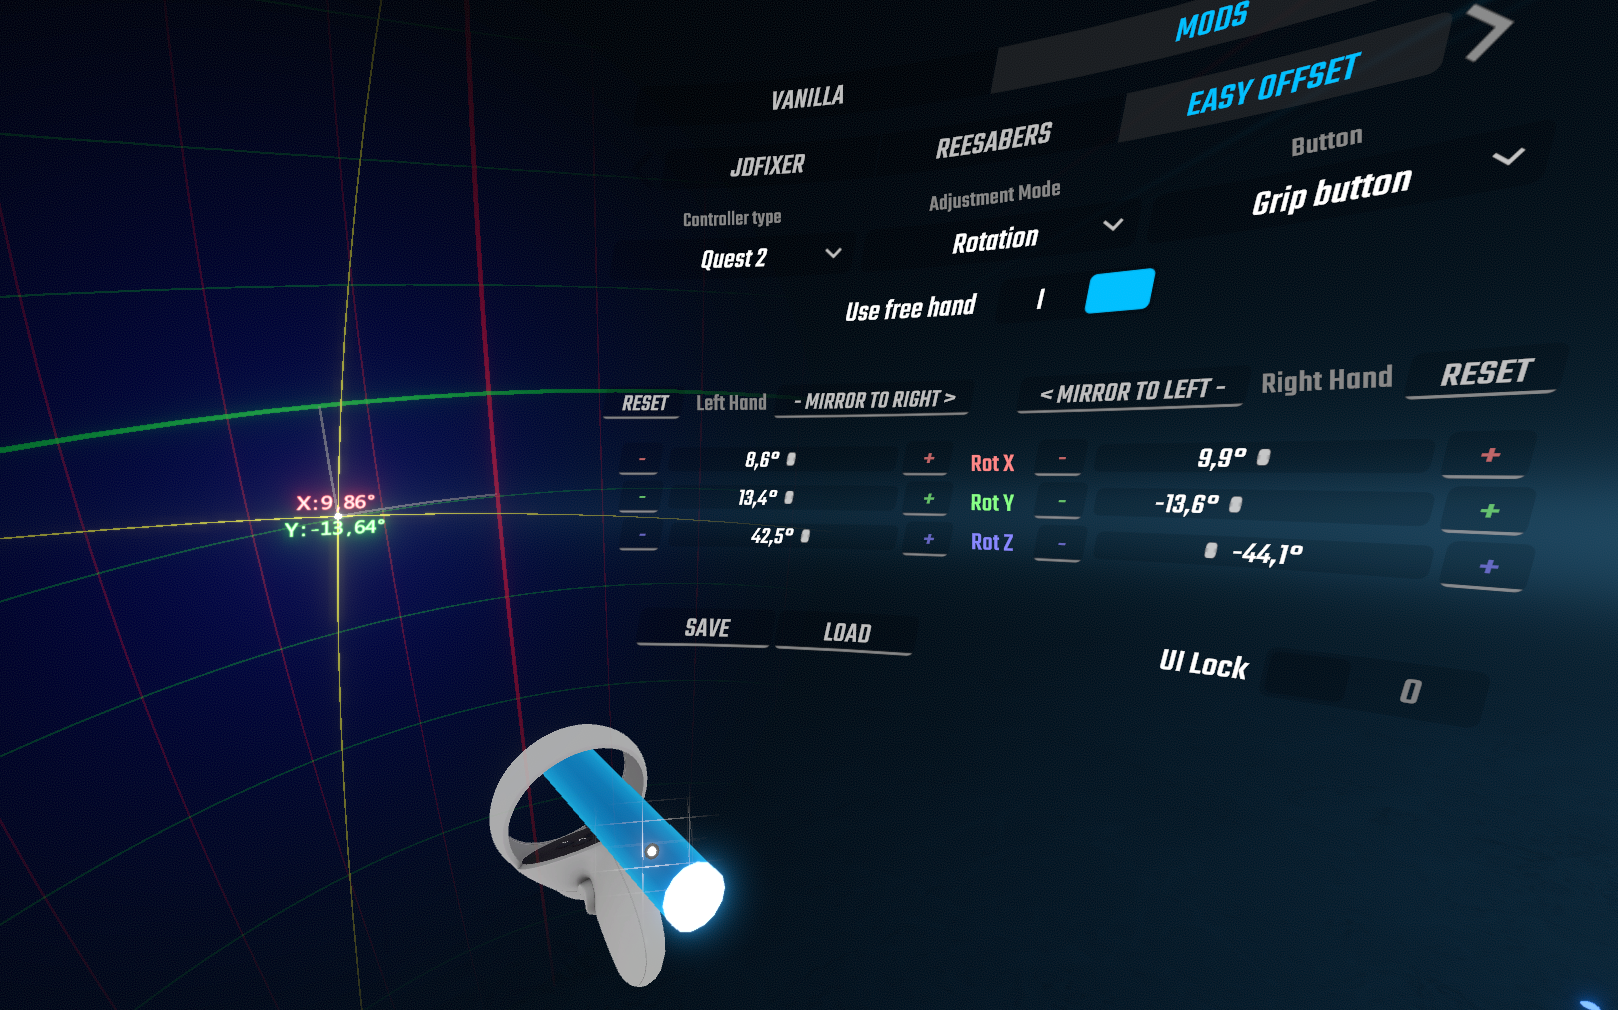 MODS
VANILLA
EASY OFFSET
JDFIXER
REESABERS
Button
Controller type
Adjustment Mode
Grip button
Quest 2
Rotation
Use free hand
I
RESET
Left Hand
- MIRROR TO RIGHT >
< MIRROR TO LEFT -
Right Hand
RESET
- 8,6° + Rot X - 9,9° +
- 13,4° + Rot Y - -13,6° +
- 42,5° + Rot Z - -44,1° +
X:9,86°
Y:-13,64°
SAVE
LOAD
UI Lock
0